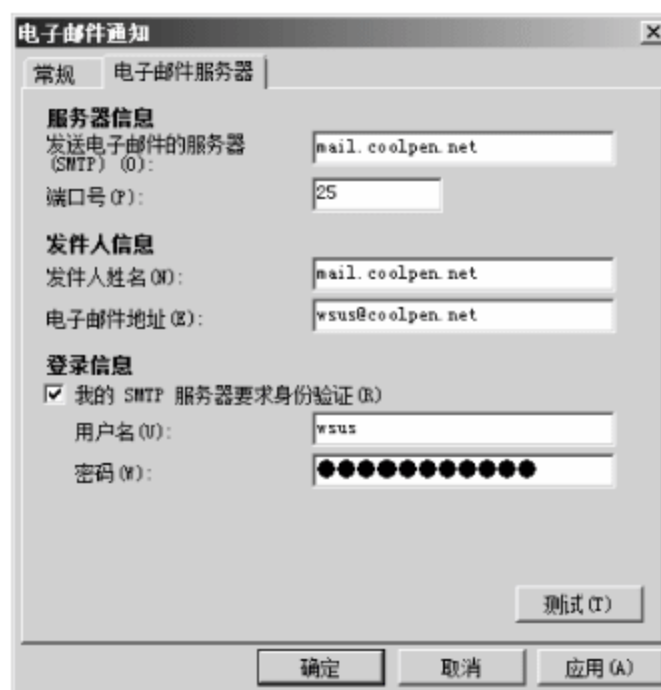 电子邮件通知
常规 电子邮件服务器
服务器信息
发送电子邮件的服务器 mail.coolpen.net
(SMTP) (O):
端口号(P): 25
发件人信息
发件人姓名(N): mail.coolpen.net
电子邮件地址(E): wsus@coolpen.net
登录信息
我的 SMTP 服务器要求身份验证(R)
用户名(U): wsus
密码(W): ●●●●●●●●●●●
测试(T)
确定 取消 应用(A)